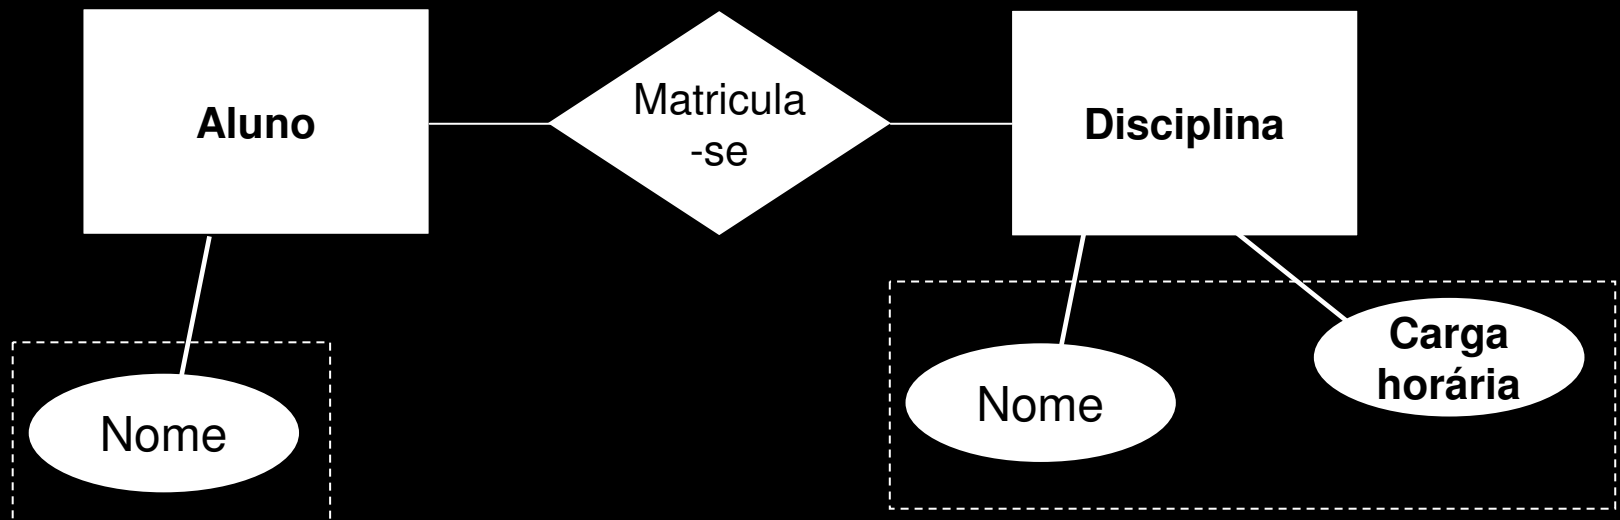 Aluno
Matricula
-se
Disciplina
Nome
Nome
Carga
horária